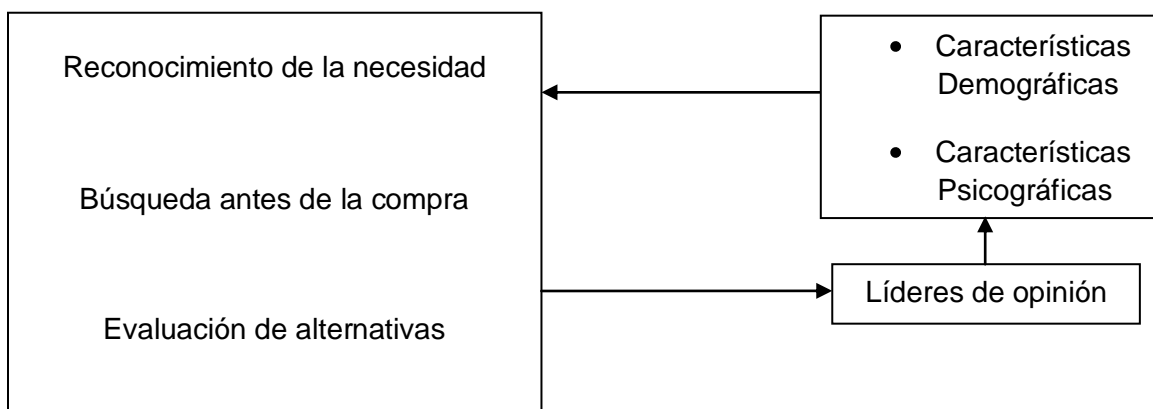 Reconocimiento de la necesidad
Búsqueda antes de la compra
Evaluación de alternativas
• Características
Demográficas
• Características
Psicográficas
Líderes de opinión